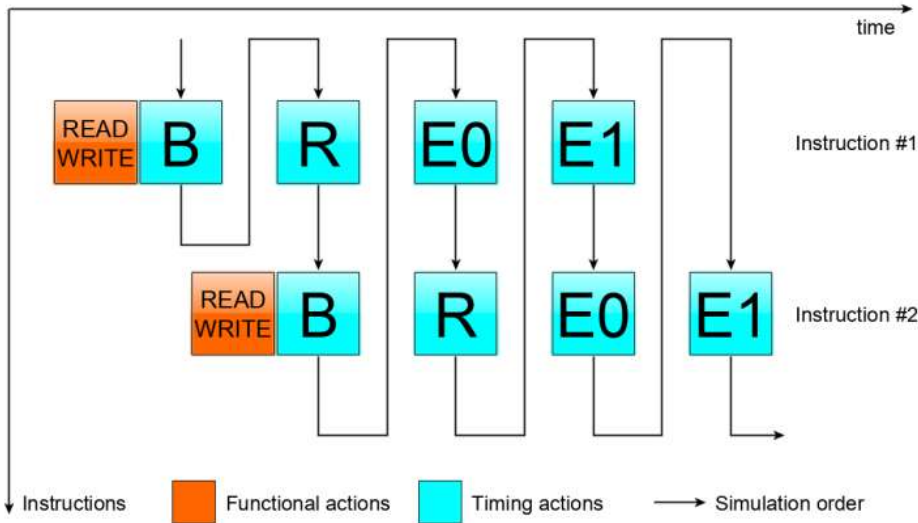 time
READ
WRITE
B
R
E0
E1
Instruction #1
READ
WRITE
B
R
E0
E1
Instruction #2
Instructions
Functional actions
Timing actions
Simulation order